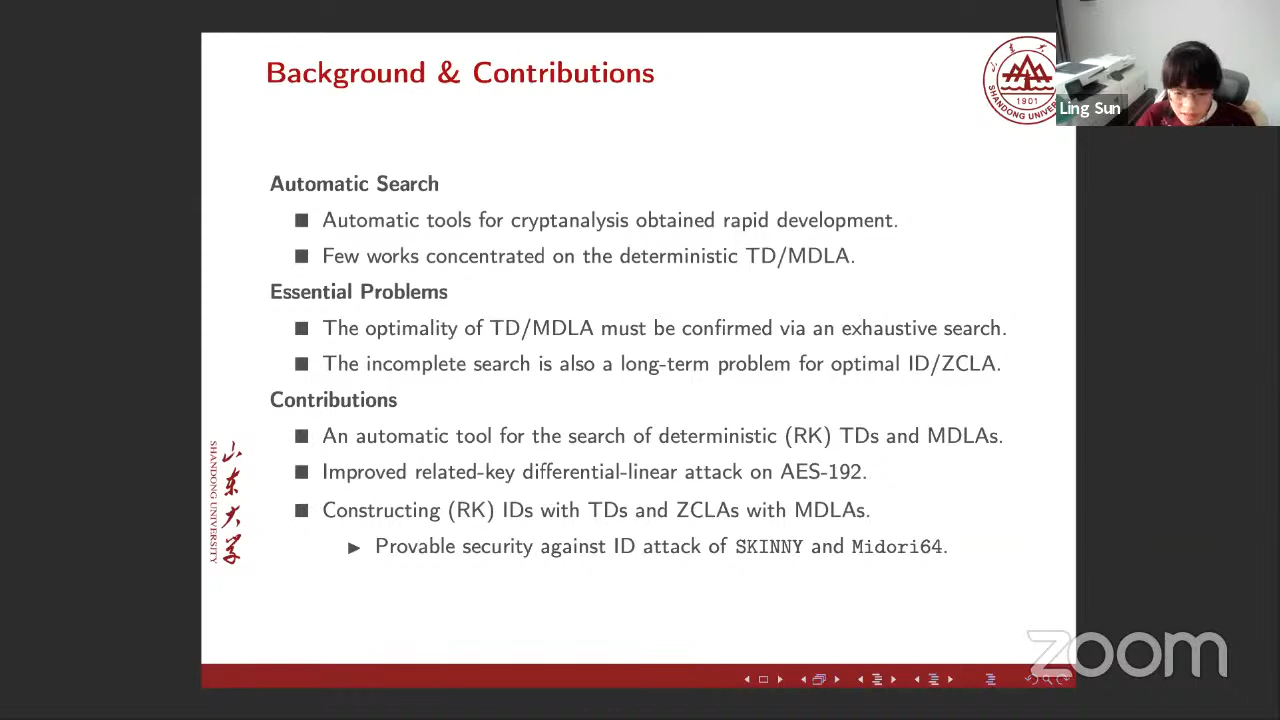 Background & Contributions
SHANDONG UNIVER
1901
Ling Sun
Automatic Search
Automatic tools for cryptanalysis obtained rapid development.
Few works concentrated on the deterministic TD/MDLA.
Essential Problems
The optimality of TD/MDLA must be confirmed via an exhaustive search.
The incomplete search is also a long-term problem for optimal ID/ZCLA.
Contributions
An automatic tool for the search of deterministic (RK) TDs and MDLAs.
Improved related-key differential-linear attack on AES-192.
Constructing (RK) IDs with TDs and ZCLAs with MDLAs.
Provable security against ID attack of SKINNY and Midori64.
山东大学
SHANDONG UNIVERSITY
zoom